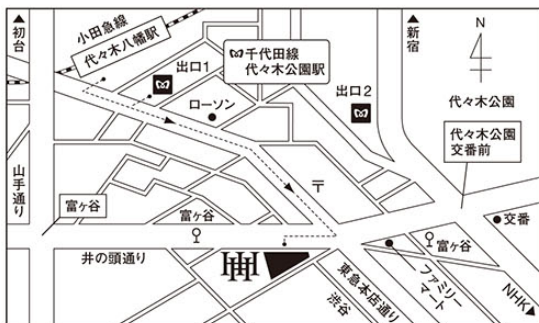 初台
小田急線
代々木八幡駅
出口1
千代田線
代々木公園駅
新宿
N
ローソン
出口2
代々木公園
代々木公園
交番前
山手通り
富ヶ谷
富ヶ谷
〒
富ヶ谷
交番
井の頭通り
HH
東急本店通り
渋谷
ファミリー
マート
NHK